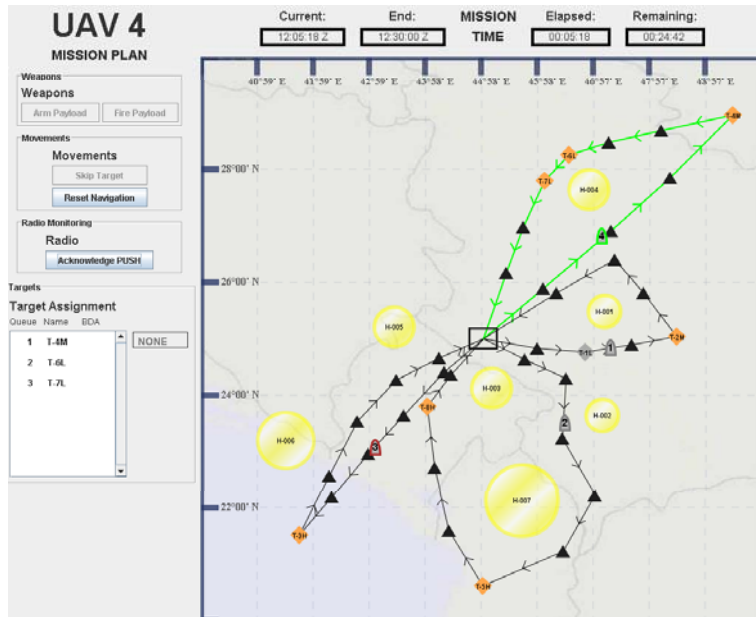 UAV 4
MISSION PLAN
Current:
End:
MISSION TIME
Elapsed:
Remaining:
12:05:18 Z
12:30:00 Z
00:05:18
00:24:42
Weapons
Weapons
Arm Payload
Fire Payload
Movements
Movements
Skip Target
Reset Navigation
Radio Monitoring
Radio
Acknowledge PUSH
Targets
Target Assignment
Queue Name BDA
1 T-4M
2 T-6L
3 T-7L
NONE
40°59' E
41°59' E
42°59' E
43°58' E
44°58' E
45°58' E
46°57' E
47°57' E
48°57' E
28°00' N
26°00' N
24°00' N
22°00' N
T-4M
T-6L
T-7L
H-004
4
H-001
H-005
T-2M
T-1L
1
H-003
T-8H
H-002
2
H-006
3
H-007
T-3H
T-5H